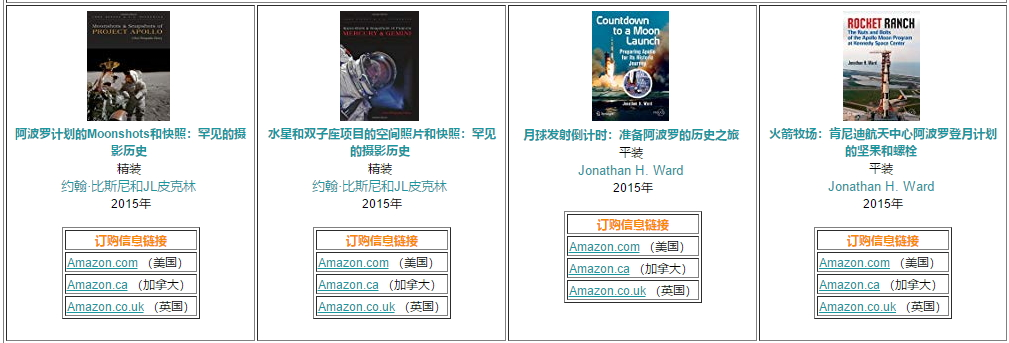 Moonshots & Snapshots of
PROJECT APOLLO
阿波罗计划的Moonshots和快照：罕见的摄
影历史
精装
约翰·比斯尼和JL皮克林
2015年
订购信息链接
Amazon.com （美国）
Amazon.ca （加拿大）
Amazon.co.uk （英国）
MERCURY & GEMINI
水星和双子座项目的空间照片和快照：罕见
的摄影历史
精装
约翰·比斯尼和JL皮克林
2015年
订购信息链接
Amazon.com （美国）
Amazon.ca （加拿大）
Amazon.co.uk （英国）
Countdown
to a Moon
Launch
Preparing Apollo
for Its Historic
Journey
Jonathan H. Ward
月球发射倒计时：准备阿波罗的历史之旅
平装
Jonathan H. Ward
2015年
订购信息链接
Amazon.com （美国）
Amazon.ca （加拿大）
Amazon.co.uk （英国）
ROCKET RANCH
The Nuts and Bolts
of the Apollo Moon Program
at Kennedy Space Center
Jonathan H. Ward
火箭牧场：肯尼迪航天中心阿波罗登月计划
的坚果和螺栓
平装
Jonathan H. Ward
2015年
订购信息链接
Amazon.com （美国）
Amazon.ca （加拿大）
Amazon.co.uk （英国）